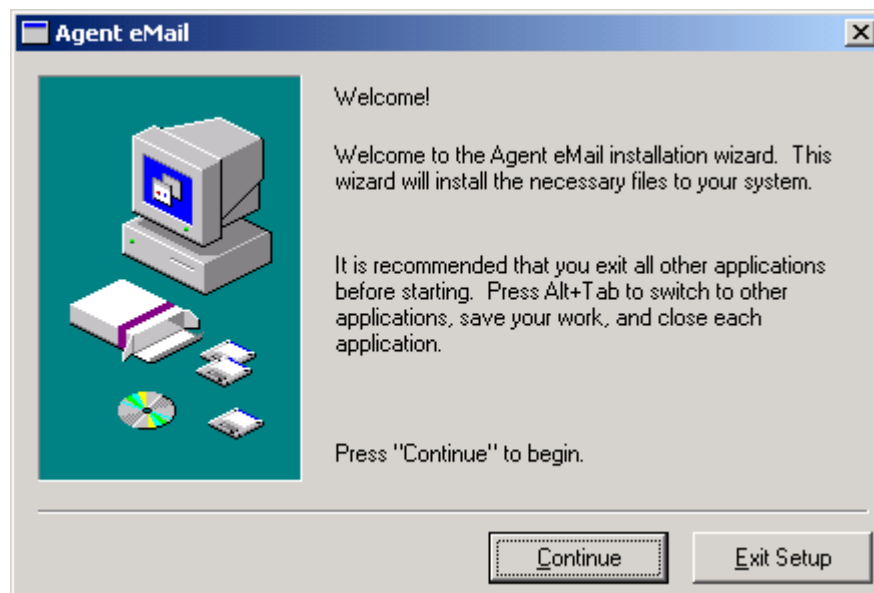 Agent eMail
Welcome!
Welcome to the Agent eMail installation wizard.  This
wizard will install the necessary files to your system.
It is recommended that you exit all other applications
before starting.  Press Alt+Tab to switch to other
applications, save your work, and close each
application.
Press "Continue" to begin.
Continue
Exit Setup